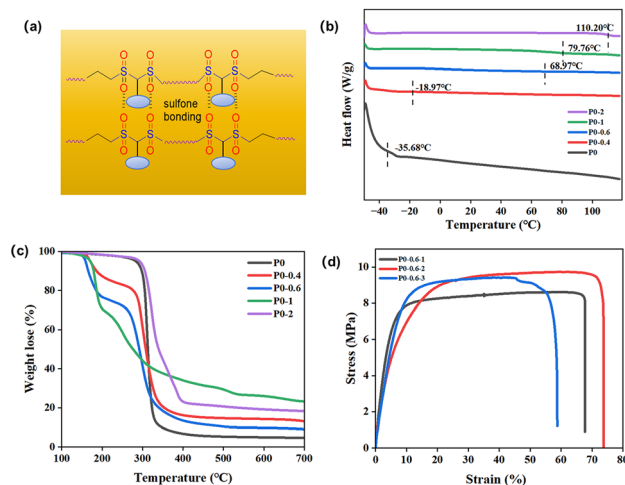 (a)
O O O O
S S S S
O O O O
sulfone
bonding
O O O O
S S S S
O O O O
(b)
110.20℃
79.76℃
68.97℃
-18.97℃
-35.68℃
P0-2
P0-1
P0-0.6
P0-0.4
P0
Heat flow (W/g)
-40 -20 0 20 40 60 80 100
Temperature (℃)
(c)
100
80
60
40
20
0
P0
P0-0.4
P0-0.6
P0-1
P0-2
Weight loss (%)
100 200 300 400 500 600 700
Temperature (℃)
(d)
10
8
6
4
2
0
P0-0.6-1
P0-0.6-2
P0-0.6-3
Stress (MPa)
0 10 20 30 40 50 60 70 80
Strain (%)